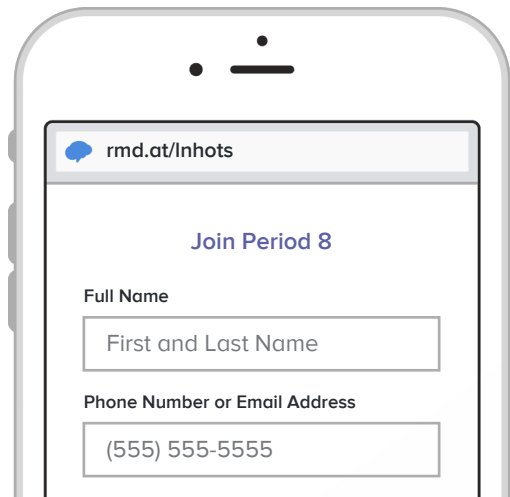 rmd.at/lnhots
Join Period 8
Full Name
First and Last Name
Phone Number or Email Address
(555) 555-5555